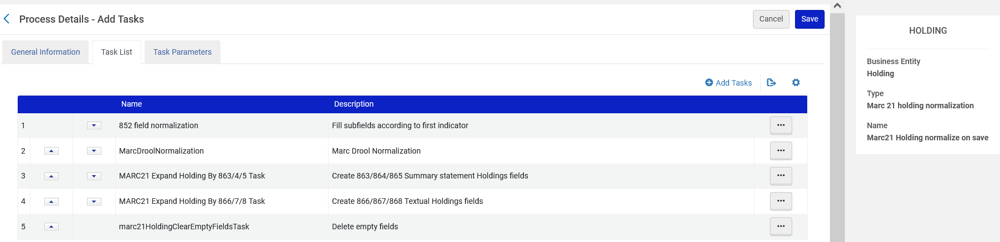 Process Details - Add Tasks
Cancel
Save
General Information
Task List
Task Parameters
Add Tasks
Name Description
1 852 field normalization Fill subfields according to first indicator
2 MarcDroolNormalization Marc Drool Normalization
3 MARC21 Expand Holding By 863/4/5 Task Create 863/864/865 Summary statement Holdings fields
4 MARC21 Expand Holding By 866/7/8 Task Create 866/867/868 Textual Holdings fields
5 marc21HoldingClearEmptyFieldsTask Delete empty fields
HOLDING
Business Entity
Holding
Type
Marc 21 holding normalization
Name
Marc21 Holding normalize on save